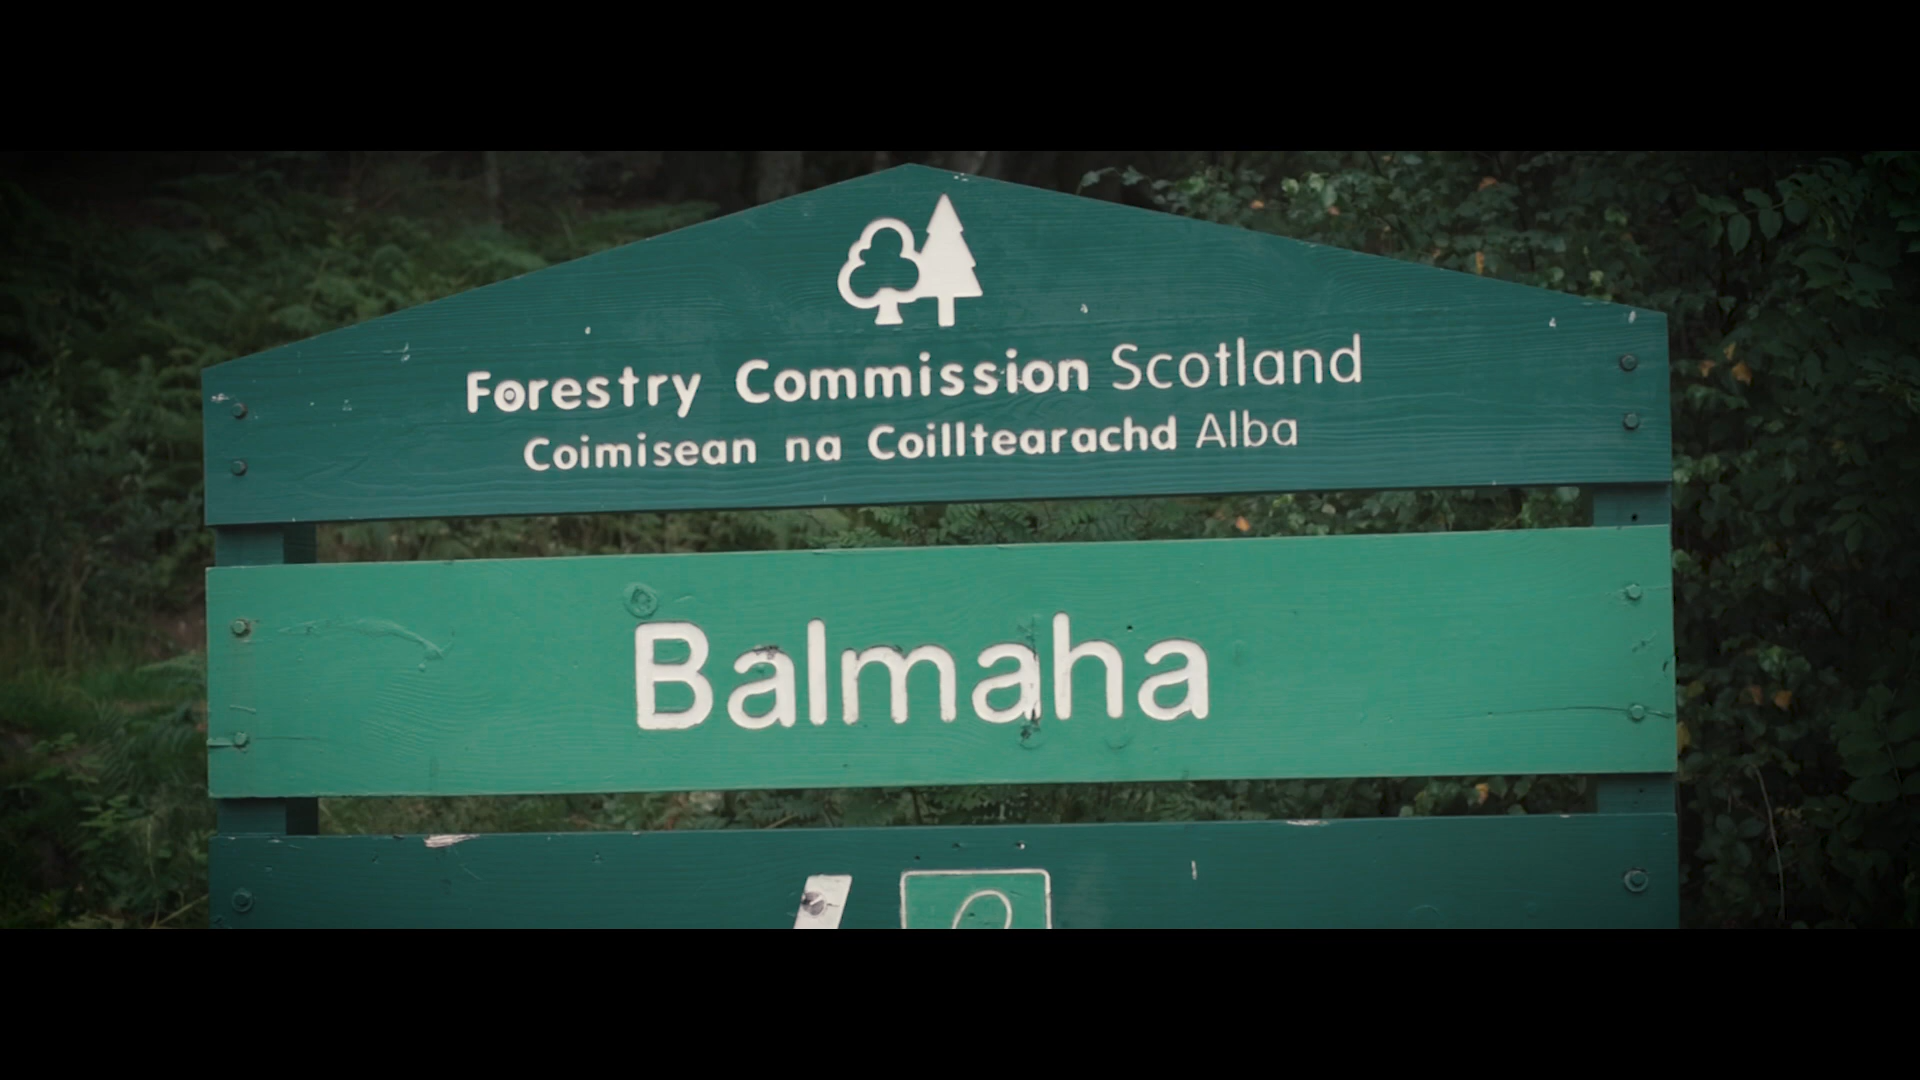 Forestry Commission Scotland
Coimisean na Coilltearachd Alba
Balmaha